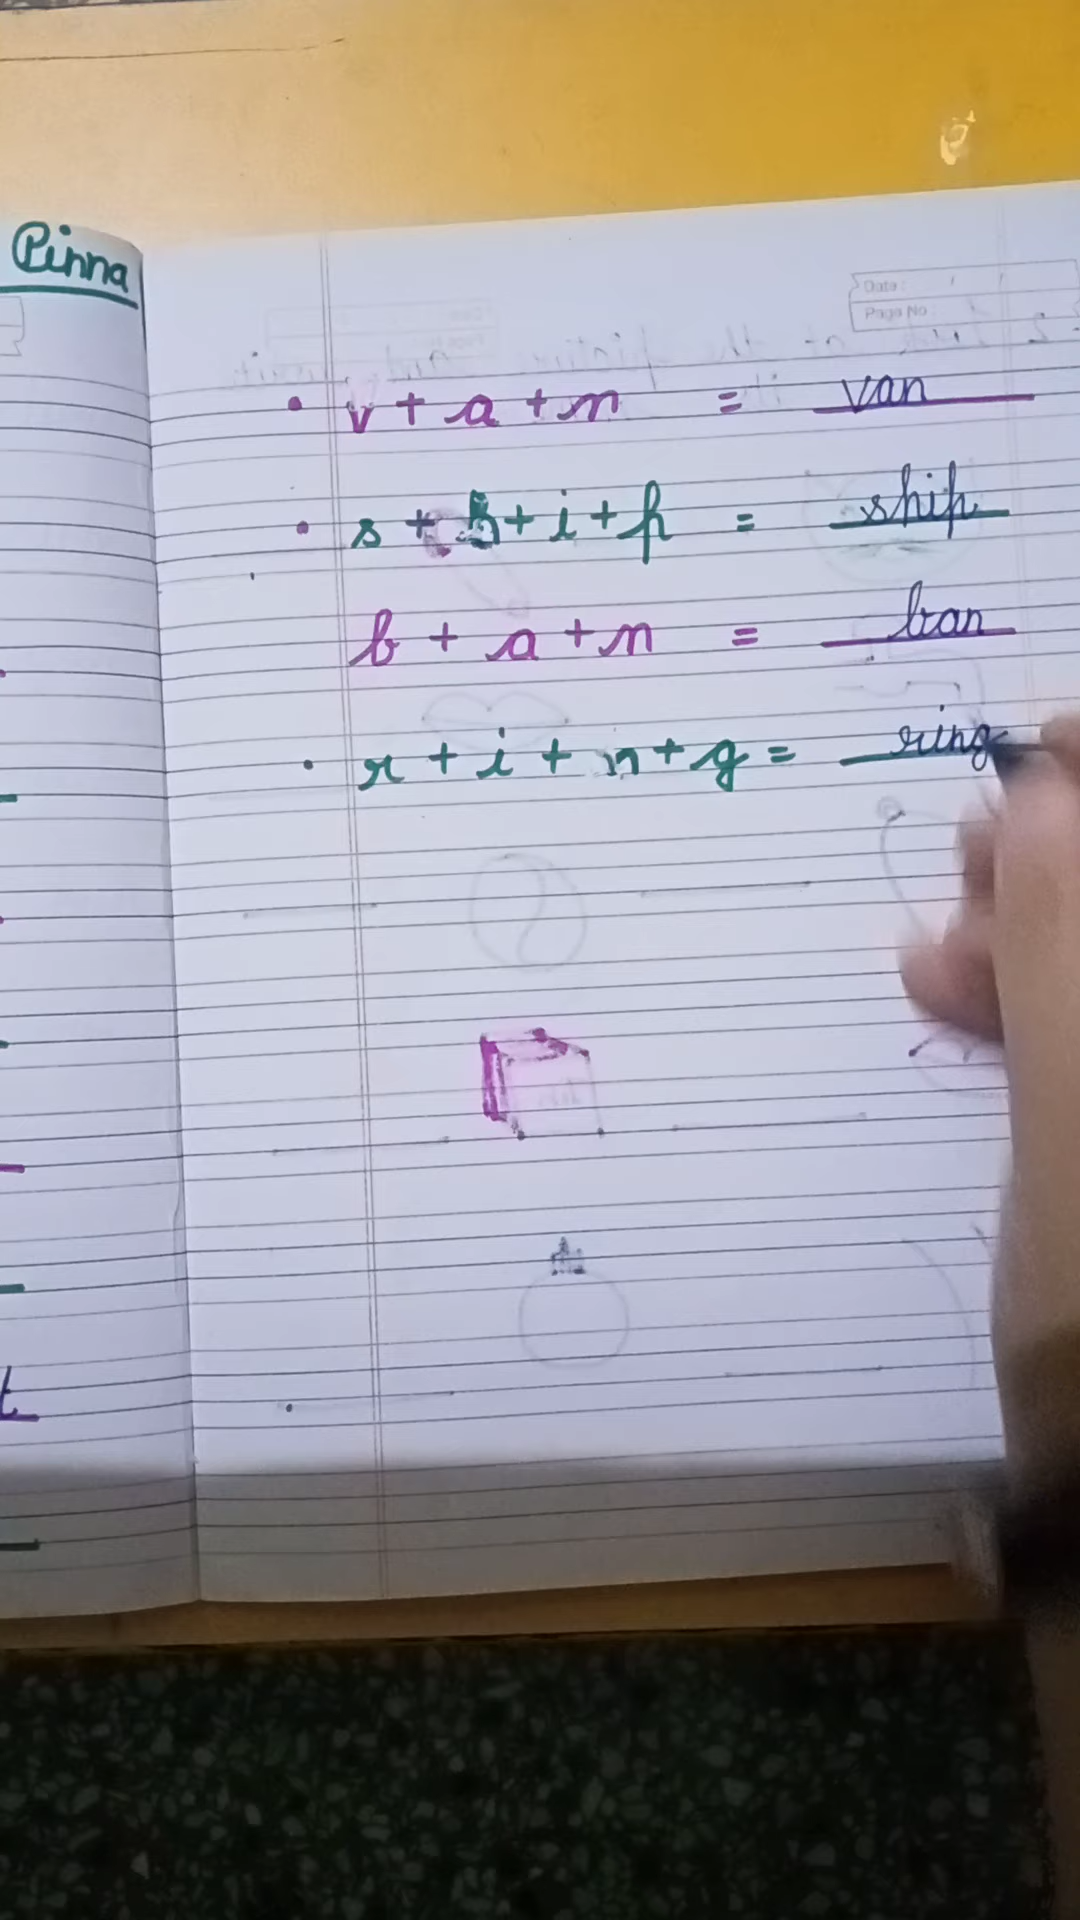 Pinna
Date :
Page No
• v + a + n = van
• s + h + i + p = ship
b + a + n = ban
• r + i + n + g = ring
t